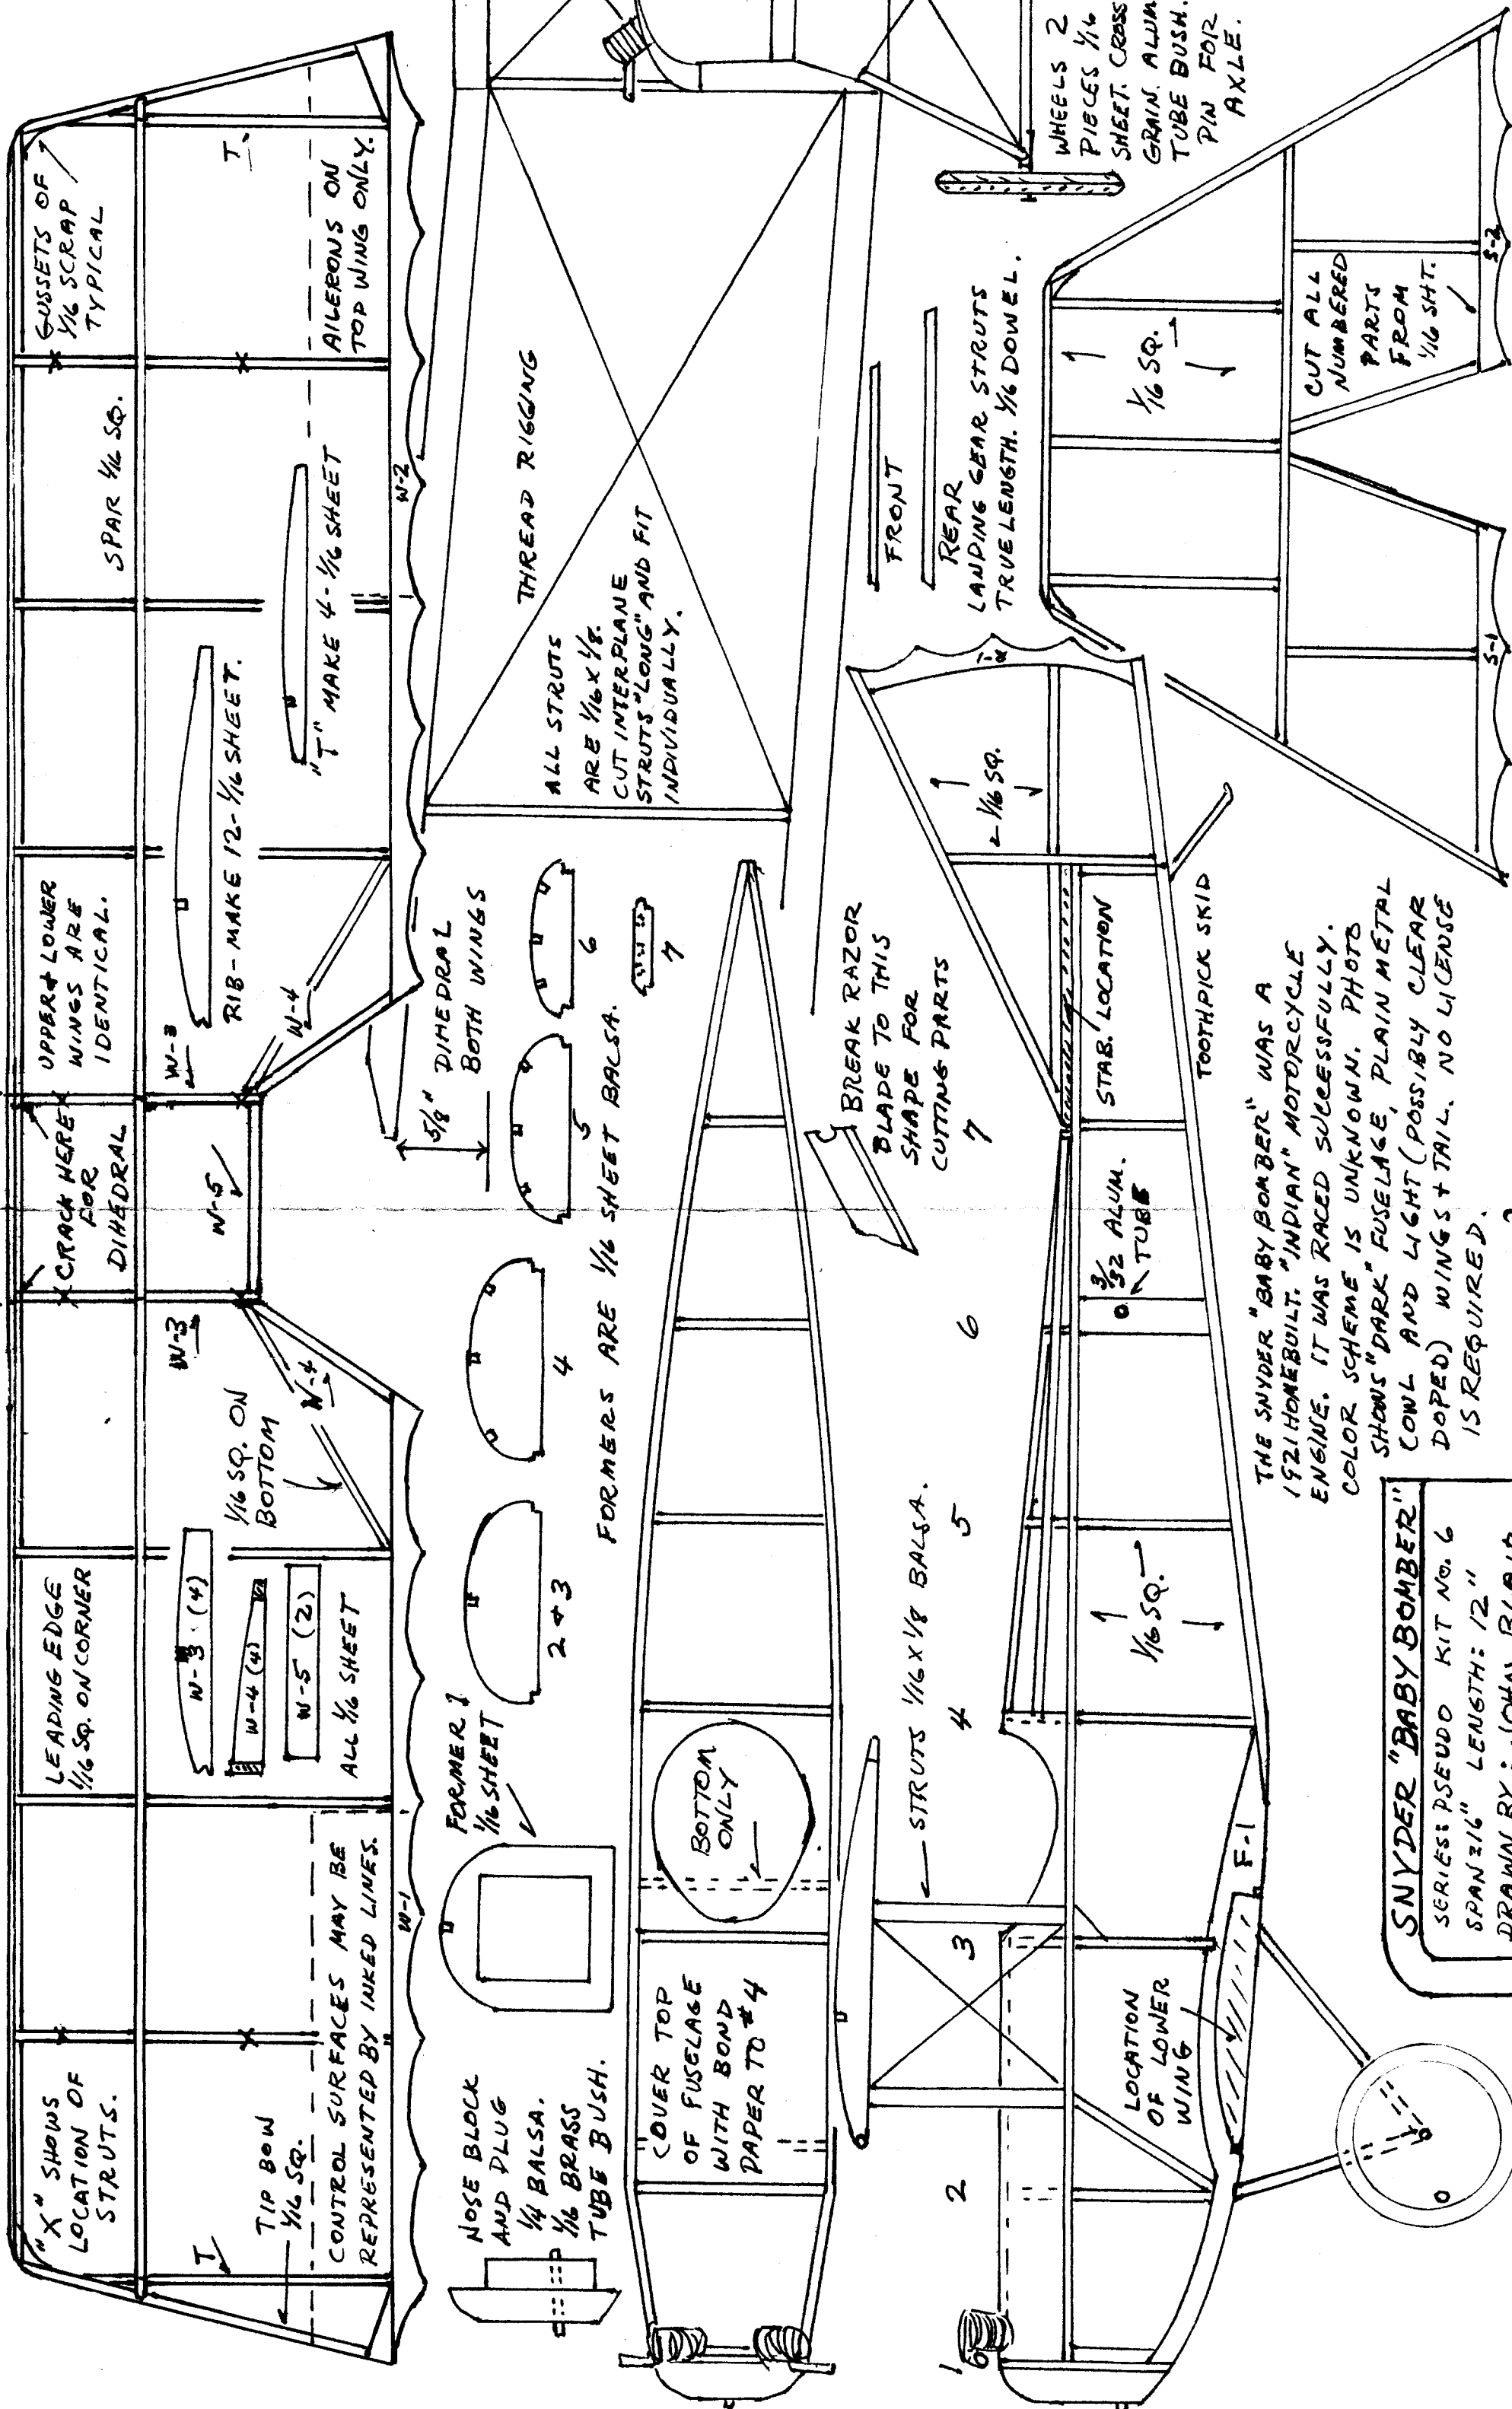 "X" SHOWS
LOCATION OF
STRUTS.
T
TIP BOW
1/16 SQ.
CONTROL SURFACES MAY BE
REPRESENTED BY INKED LINES.
W-1
LEADING EDGE
1/16 SQ. ON CORNER
W-3 (4)
W-4 (4)
W-5 (2)
ALL 1/16 SHEET
1/16 SQ. ON
BOTTOM
W-4
W-3
X CRACK HERE X
FOR
DIHEDRAL
W-5
W-3
W-4
UPPER & LOWER
WINGS ARE
IDENTICAL.
RIB - MAKE 12 - 1/16 SHEET.
"T" MAKE 4 - 1/16 SHEET
SPAR 1/16 SQ.
W-2
GUSSETS OF
1/16 SCRAP
TYPICAL
T
AILERONS ON
TOP WING ONLY.
NOSE BLOCK
AND PLUG
1/4 BALSA.
1/16 BRASS
TUBE BUSH.
FORMER 1
1/16 SHEET
2 & 3
4
5
6
7
FORMERS ARE 1/16 SHEET BALSA.
5/8" DIHEDRAL
BOTH WINGS
ALL STRUTS
ARE 1/16 X 1/8.
CUT INTERPLANE
STRUTS "LONG" AND FIT
INDIVIDUALLY.
THREAD RIGGING
COVER TOP
OF FUSELAGE
WITH BOND
PAPER TO #4
BOTTOM
ONLY
BREAK RAZOR
BLADE TO THIS
SHAPE FOR
CUTTING PARTS
FRONT
REAR
LANDING GEAR STRUTS
TRUE LENGTH. 1/16 DOWEL.
WHEELS 2
PIECES 1/16
SHEET. CROSS
GRAIN. ALUM
TUBE BUSH.
PIN FOR
AXLE.
STRUTS 1/16 X 1/8 BALSA.
1
2
3
4
5
6
7
LOCATION
OF LOWER
WING
F-1
1/16 SQ.
3/32 ALUM.
TUBE
STAB. LOCATION
TOOTHPICK SKID
1/16 SQ.
1/16 SQ.
CUT ALL
NUMBERED
PARTS
FROM
1/16 SHT.
S-1
S-2
THE SNYDER "BABY BOMBER" WAS A
1921 HOMEBUILT. "INDIAN" MOTORCYCLE
ENGINE. IT WAS RACED SUCCESSFULLY.
COLOR SCHEME IS UNKNOWN. PHOTO
SHOWS "DARK" FUSELAGE, PLAIN METAL
COWL AND LIGHT (POSSIBLY CLEAR
DOPED) WINGS + TAIL. NO LICENSE
IS REQUIRED.
SNYDER "BABY BOMBER"
SERIES: PSEUDO KIT No. 6
SPAN = 16" LENGTH: 12"
DRAWN BY: JOHN BLAIR